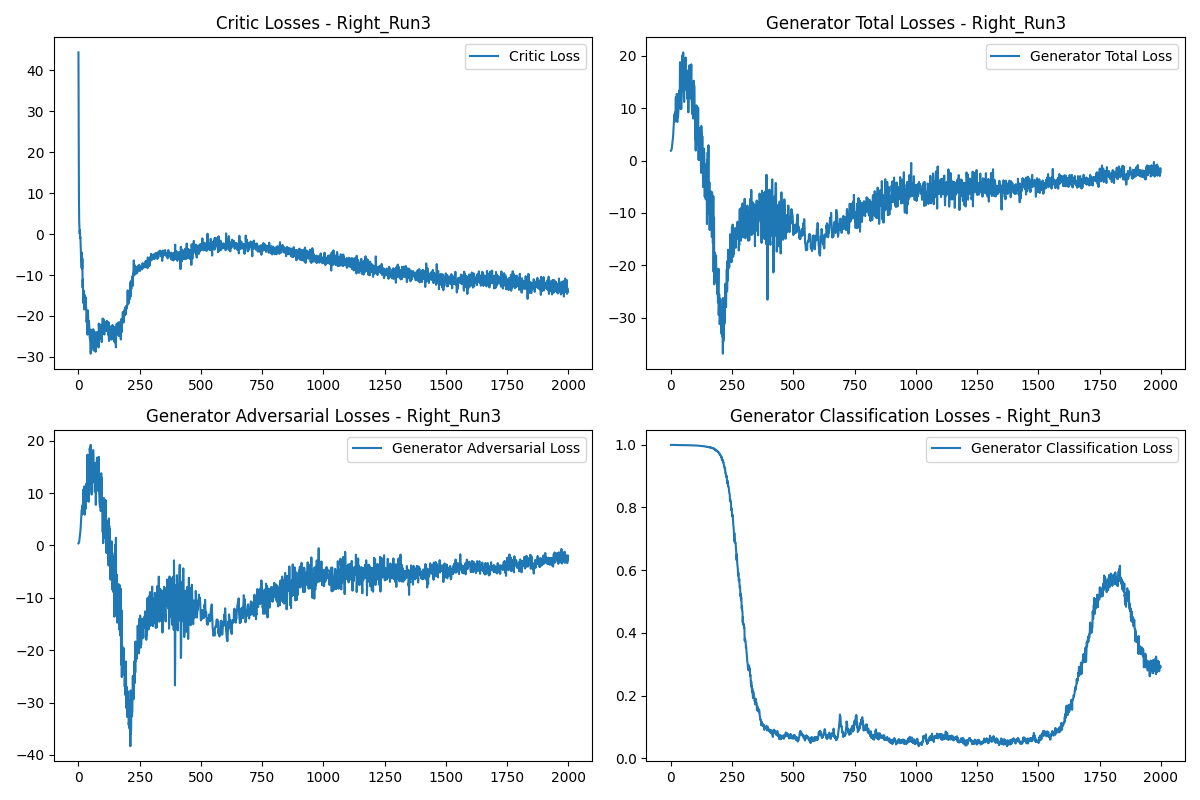 Critic Losses - Right_Run3
Critic Loss
40
30
20
10
0
−10
−20
−30
0 250 500 750 1000 1250 1500 1750 2000
Generator Total Losses - Right_Run3
Generator Total Loss
20
10
0
−10
−20
−30
0 250 500 750 1000 1250 1500 1750 2000
Generator Adversarial Losses - Right_Run3
Generator Adversarial Loss
20
10
0
−10
−20
−30
−40
0 250 500 750 1000 1250 1500 1750 2000
Generator Classification Losses - Right_Run3
Generator Classification Loss
1.0
0.8
0.6
0.4
0.2
0.0
0 250 500 750 1000 1250 1500 1750 2000